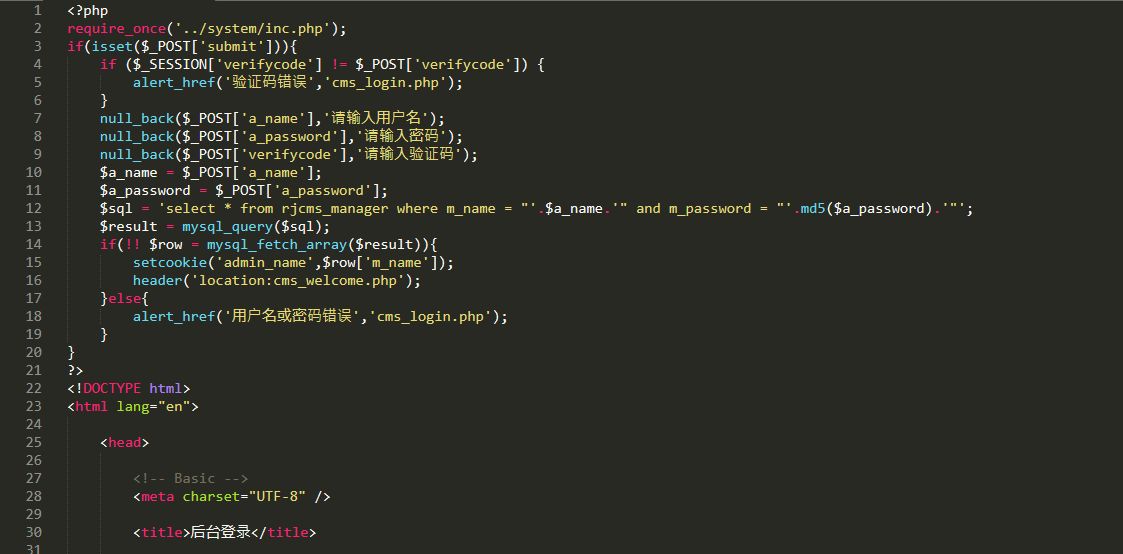 1 <?php
2 require_once('../system/inc.php');
3 if(isset($_POST['submit'])){
4 if ($_SESSION['verifycode'] != $_POST['verifycode']) {
5 alert_href('验证码错误','cms_login.php');
6 }
7 null_back($_POST['a_name'],'请输入用户名');
8 null_back($_POST['a_password'],'请输入密码');
9 null_back($_POST['verifycode'],'请输入验证码');
10 $a_name = $_POST['a_name'];
11 $a_password = $_POST['a_password'];
12 $sql = 'select * from rjcms_manager where m_name = "'.$a_name.'" and m_password = "'.md5($a_password).'"';
13 $result = mysql_query($sql);
14 if(!! $row = mysql_fetch_array($result)){
15 setcookie('admin_name',$row['m_name']);
16 header('location:cms_welcome.php');
17 }else{
18 alert_href('用户名或密码错误','cms_login.php');
19 }
20 }
21 ?>
22 <!DOCTYPE html>
23 <html lang="en">
24
25 <head>
26
27 <!-- Basic -->
28 <meta charset="UTF-8" />
29
30 <title>后台登录</title>
31